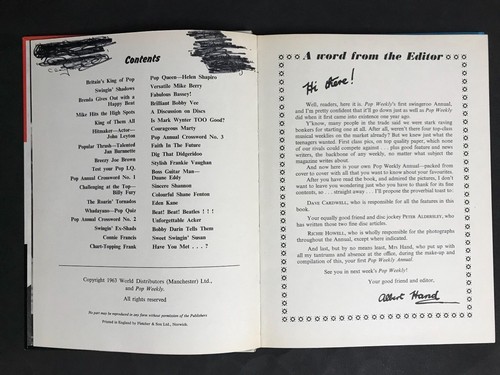 Contents
Britain's King of Pop
Swingin' Shadows
Brenda Gives Out with a
Happy Beat
Mike Hits the High Spots
King of Them All
Hitmaker—Actor—
John Leyton
Popular Thrush—Talented
Jan Burnnette
Breezy Joe Brown
Test your Pop I.Q.
Pop Annual Crossword No. 1
Challenging at the Top—
Billy Fury
The Roarin' Tornados
Whadayans—Pop Quiz
Pop Annual Crossword No. 2
Swingin' Ex-Shads
Comic Francis
Chart-Topping Frank
Pop Queen—Helen Shapiro
Versatile Mike Berry
Fabulous Bassey!
Brilliant Bobby Vee
A Discussion on Discs
Is Mark Wynter TOO Good?
Courageous Marty
Pop Annual Crossword No. 3
Faith In The Future
Dig That Didgeridoo
Stylish Frankie Vaughan
Boss Guitar Man—
Duane Eddy
Sincere Shannon
Colourful Shane Fenton
Eden Kane
Beat! Beat! Beatles ! ! !
Unforgettable Acker
Bobby Darin Tells Them
Sweet Swingin' Susan
Have You Met . . . ?
Copyright 1963 World Distributors (Manchester) Ltd.,
and Pop Weekly.
All rights reserved
No part may be reproduced in any form without permission of the Publishers
Printed in England by Fletcher & Son Ltd., Norwich.
A word from the Editor
Hi there!
Well, readers, here it is. Pop Weekly's first swingeroo Annual,
and I'm pretty confident that it'll go down just as well as Pop Weekly
did when it first came into existence one year ago.
Y'know, many people in the trade said we were stark raving
bonkers for starting one at all. After all, weren't there four top-class
musical weeklies on the market already? But we knew just what the
teenagers wanted. First class pix, on top quality paper, which none
of our rivals could compete against . . . plus good feature and news
writers, the backbone of any weekly, no matter what subject the
magazine writes about.
And now here is your own Pop Weekly Annual—packed from
cover to cover with all that you want to know about your favourites.
After you have read the book, and admired the pictures, I don't
want to leave you wondering just who you have to thank for its fine
contents, so . . . straight away . . . I'll propose the proverbial toast to:
DAVE CARDWELL, who is responsible for all the features in this
book.
Your equally good friend and disc jockey PETER ALDERSLEY, who
has written those two fine disc articles.
RICHI HOWELL, who is wholly responsible for the photographs
throughout the Annual, except where indicated.
And last, but by no means least, Mrs Hand, who put up with
all my tantrums and absence at the office, during the make-up and
compilation of this, your first Pop Weekly Annual.
See you in next week's Pop Weekly!
Your good friend and editor,
Albert Hand